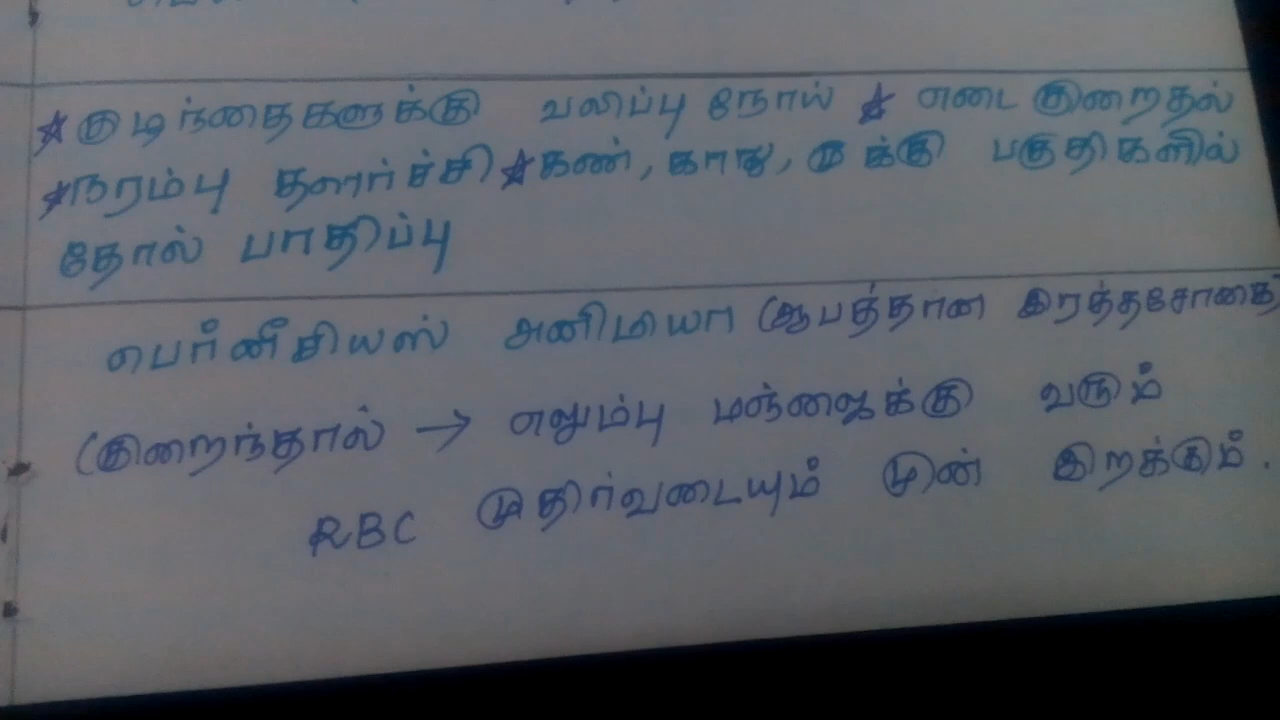 ☆ குழந்தைகளுக்கு வலிப்பு நோய் ☆ எடை குறைதல்
☆ நரம்பு தளர்ச்சி ☆ கண், காது, மூக்கு பகுதிகளில்
தோல் பாதிப்பு
பெர்னீசியஸ் அனிமியா (ஆபத்தான இரத்தசோகை)
(குறைந்தால் → எலும்பு மஞ்ஜைக்கு வரும்
RBC முதிர்வடையும் முன் இறக்கும்.